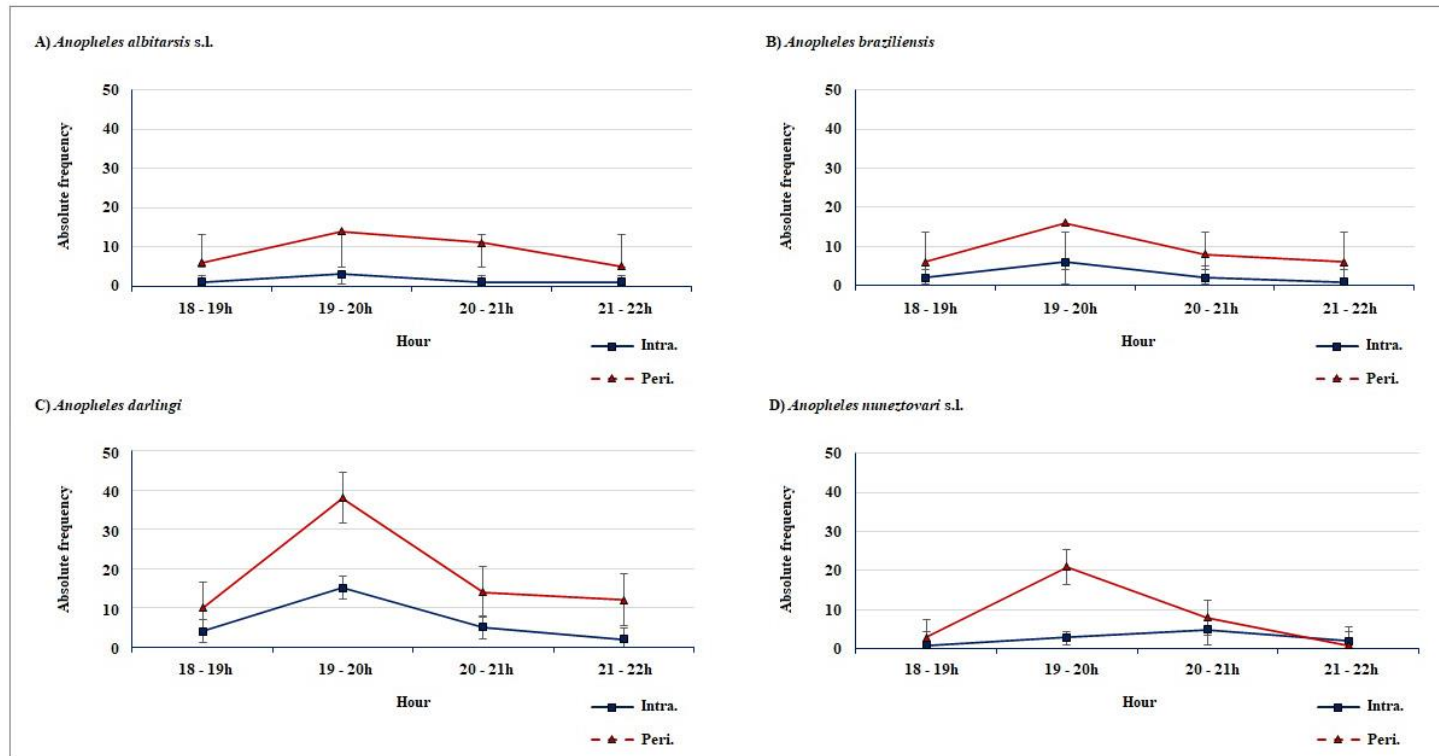 A) Anopheles albitarsis s.l.
Absolute frequency
50
40
30
20
10
0
18 - 19h 19 - 20h 20 - 21h 21 - 22h
Hour
Intra.
Peri.
B) Anopheles braziliensis
Absolute frequency
50
40
30
20
10
0
18 - 19h 19 - 20h 20 - 21h 21 - 22h
Hour
Intra.
Peri.
C) Anopheles darlingi
Absolute frequency
50
40
30
20
10
0
18 - 19h 19 - 20h 20 - 21h 21 - 22h
Hour
Intra.
Peri.
D) Anopheles nuneztovari s.l.
Absolute frequency
50
40
30
20
10
0
18 - 19h 19 - 20h 20 - 21h 21 - 22h
Hour
Intra.
Peri.